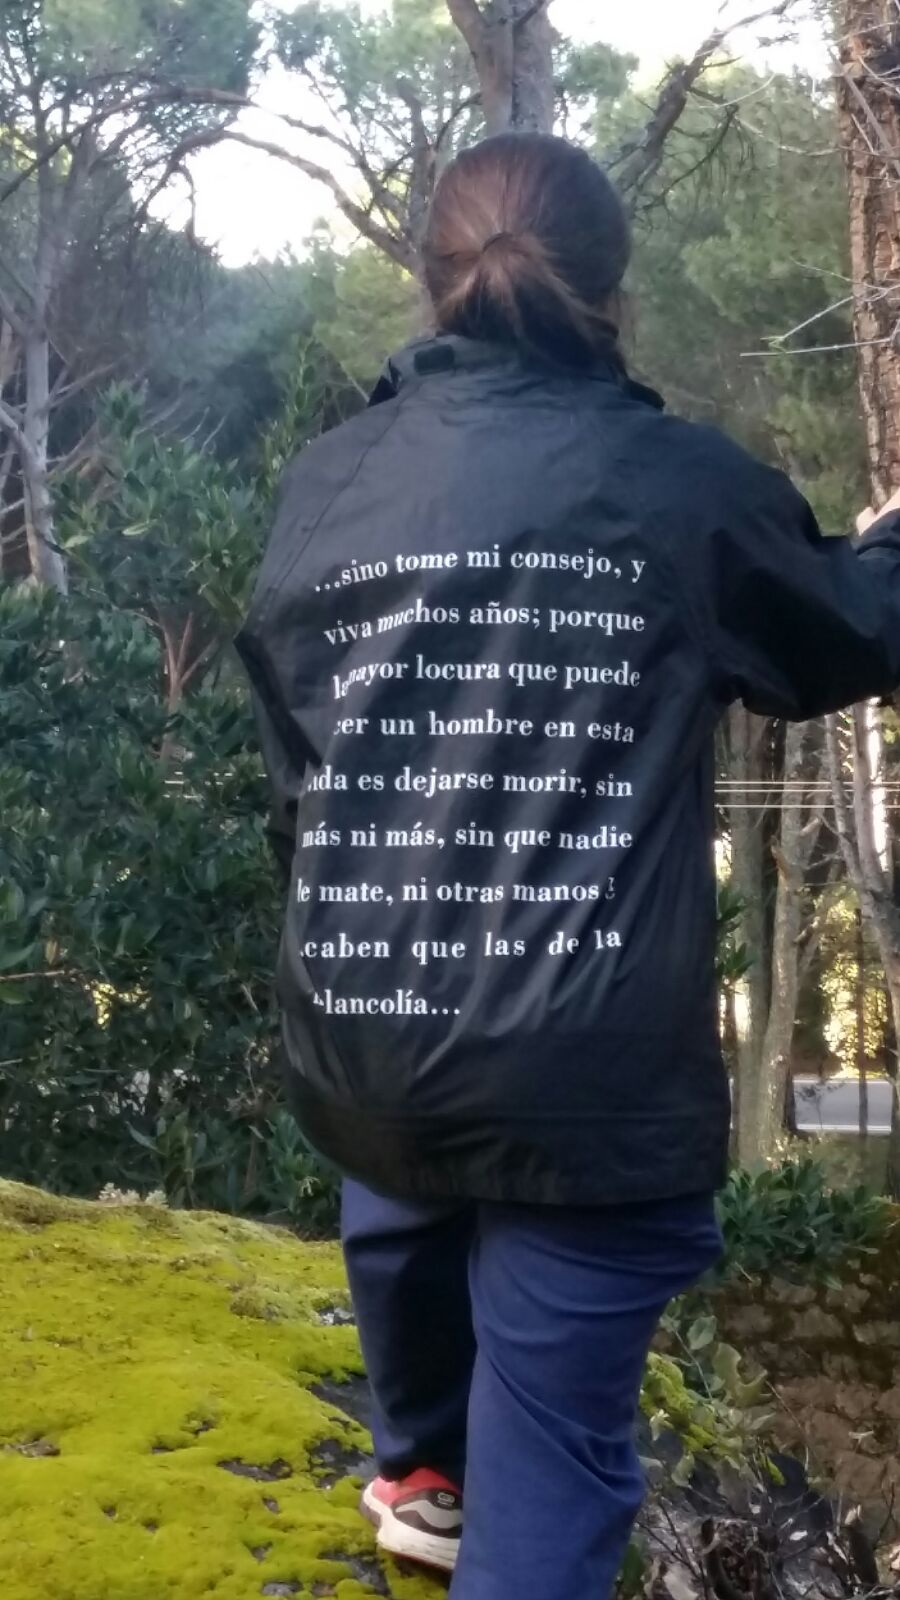 ...sino tome mi consejo, y
viva muchos años; porque
la mayor locura que puede
un hombre en esta
es dejarse morir, sin
más ni más, sin que nadie
le mate, ni otras manos
que las de la